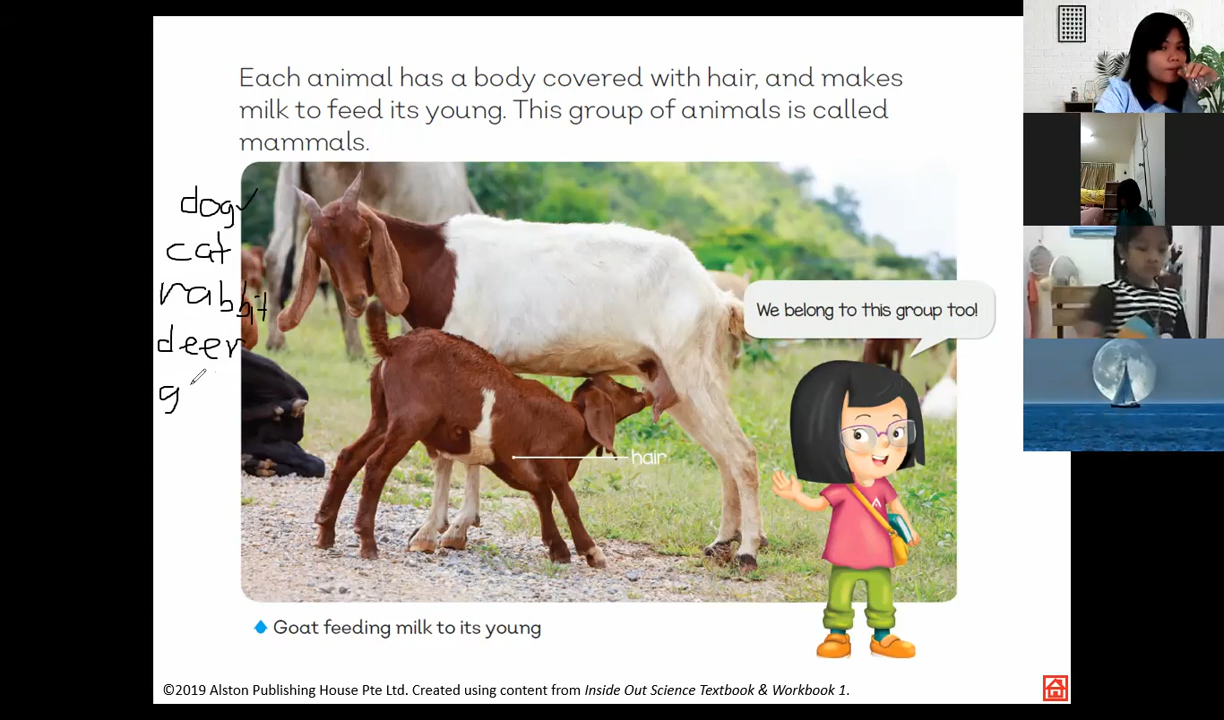 Each animal has a body covered with hair, and makes
milk to feed its young. This group of animals is called
mammals.
dog
cat
rabbit
deer
g
We belong to this group too!
hair
Goat feeding milk to its young
©2019 Alston Publishing House Pte Ltd. Created using content from Inside Out Science Textbook & Workbook 1.